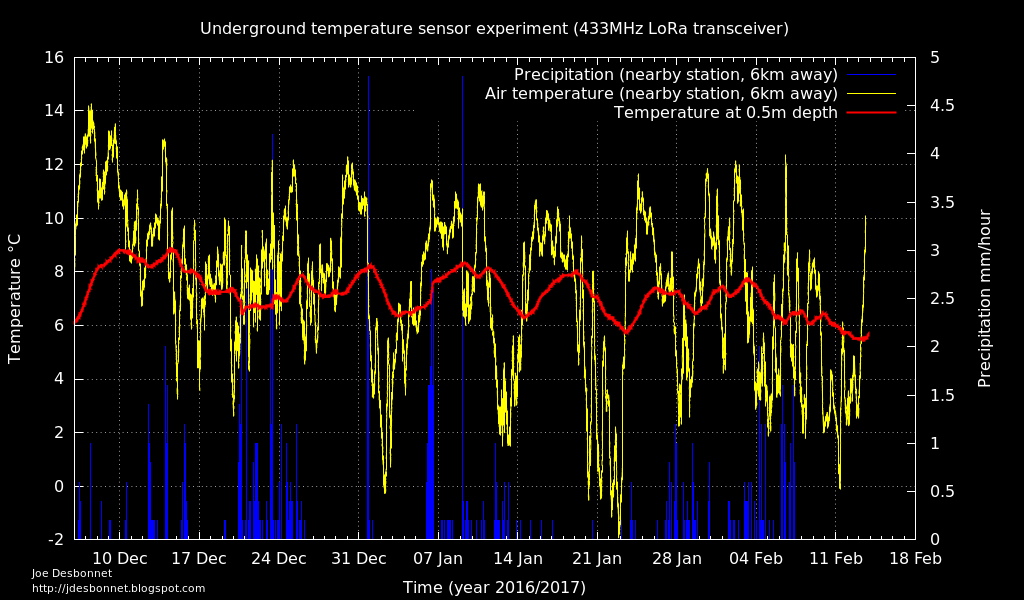 Underground temperature sensor experiment (433MHz LoRa transceiver)
Precipitation (nearby station, 6km away)
Air temperature (nearby station, 6km away)
Temperature at 0.5m depth
Temperature °C
16
14
12
10
8
6
4
2
0
-2
5
4.5
4
3.5
3
2.5
2
1.5
1
0.5
0
Precipitation mm/hour
10 Dec 17 Dec 24 Dec 31 Dec 07 Jan 14 Jan 21 Jan 28 Jan 04 Feb 11 Feb 18 Feb
Time (year 2016/2017)
Joe Desbonnet
http://jdesbonnet.blogspot.com